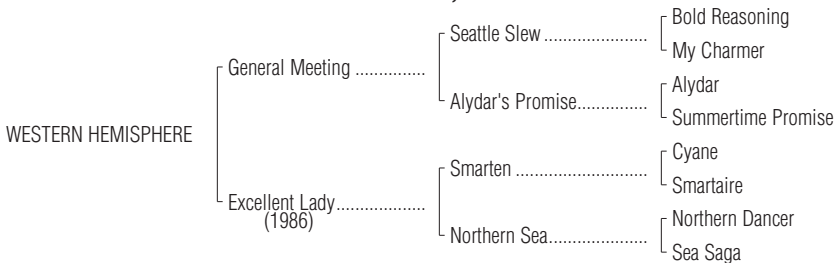 Bold Reasoning
Seattle Slew ......................
My Charmer
General Meeting ...............
Alydar
Alydar's Promise...............
Summertime Promise
WESTERN HEMISPHERE
Cyane
Smarten ............................
Smartaire
Excellent Lady...................
(1986)
Northern Dancer
Northern Sea.....................
Sea Saga